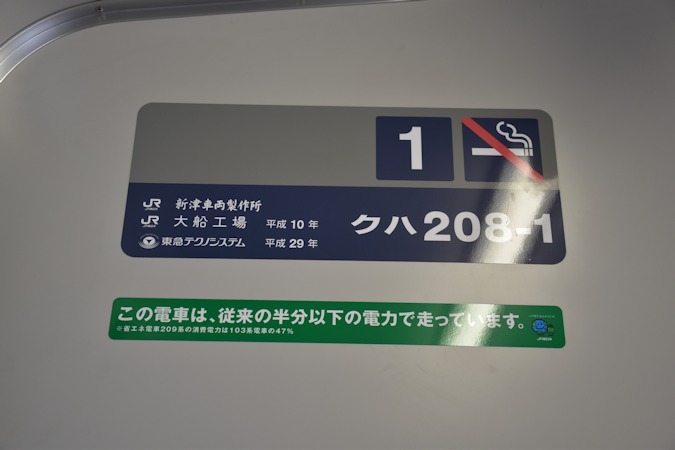 1
JR 新津車両製作所
JR 大船工場 平成10年
東急テクノシステム 平成29年
クハ208-1
この電車は、従来の半分以下の電力で走っています。
※省エネ電車209系の消費電力は103系電車の47%